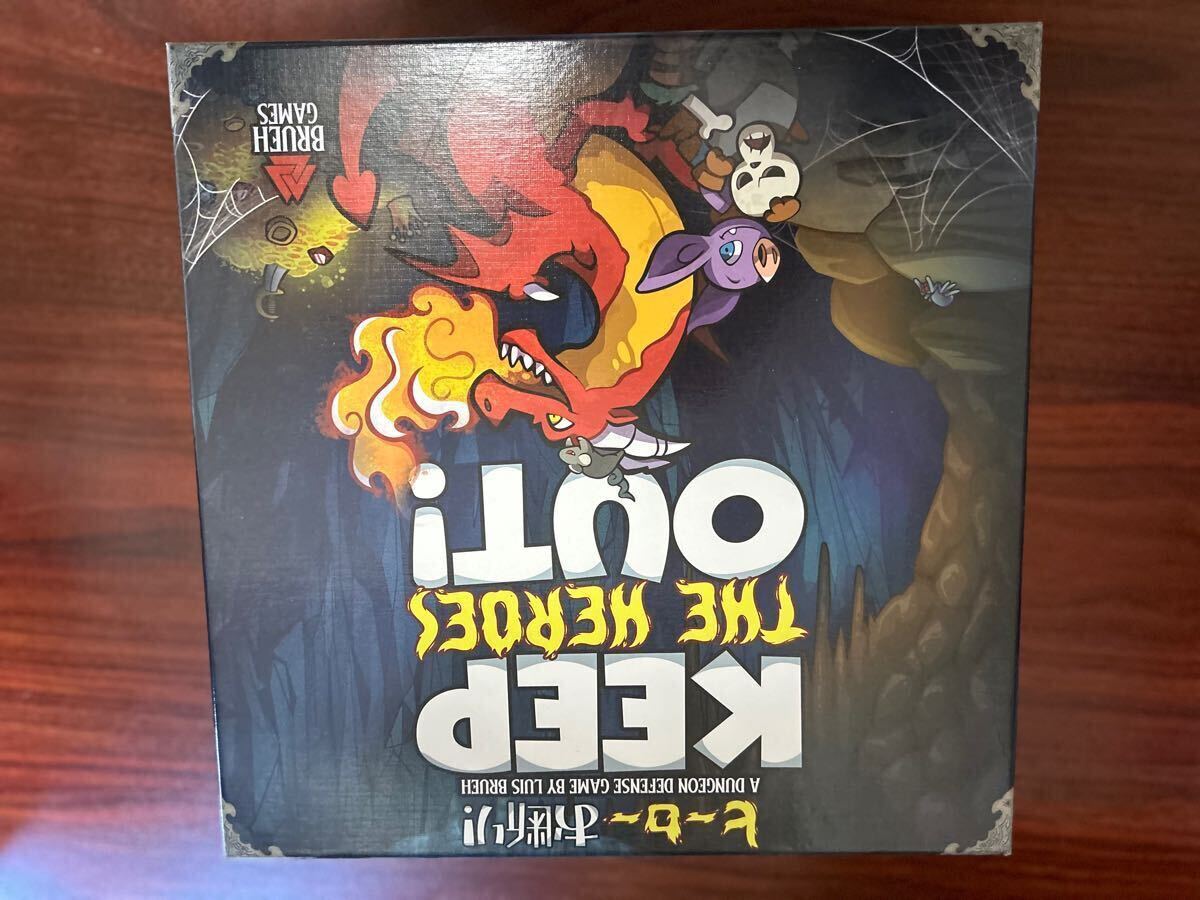 ヒーローお断り!
A DUNGEON DEFENSE GAME BY LUIS BRUEH
KEEP
THE HEROES
OUT!
BRUEH
GAMES